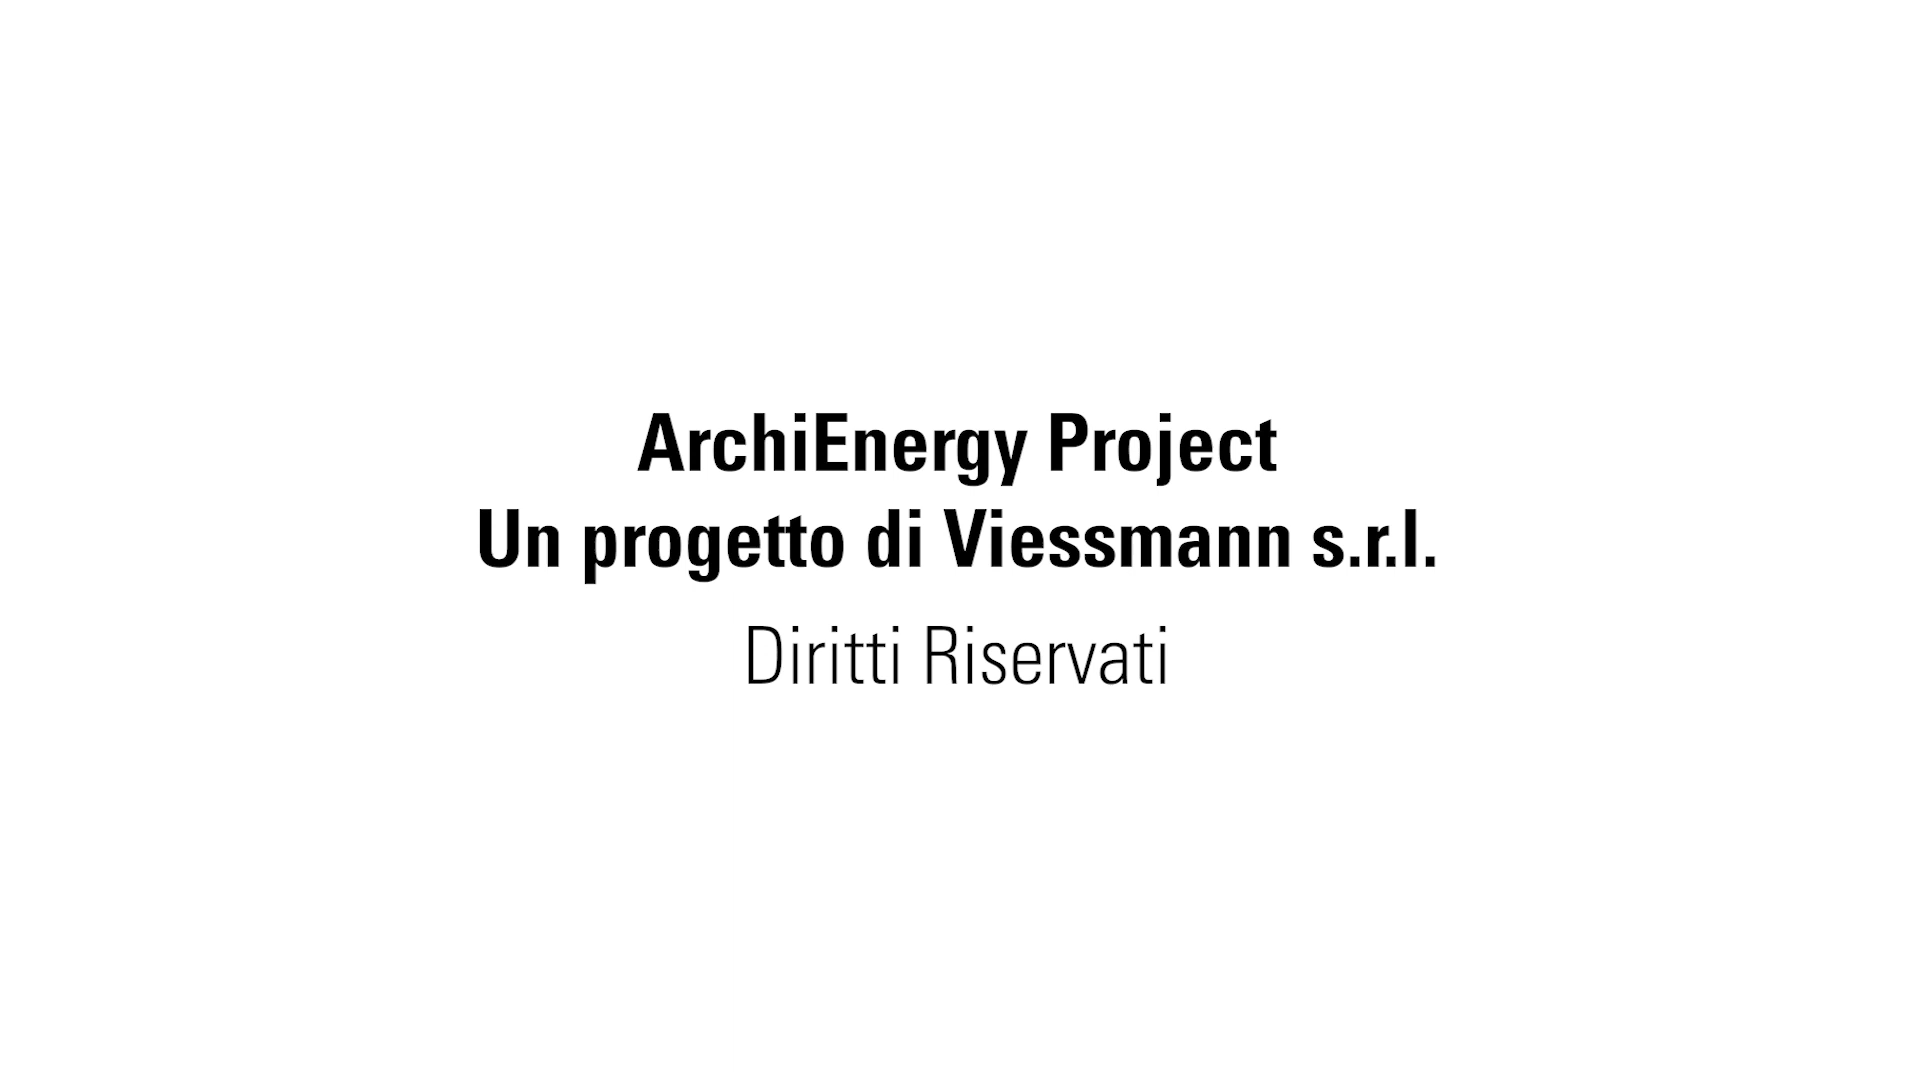 ArchiEnergy Project
Un progetto di Viessmann s.r.l.
Diritti Riservati